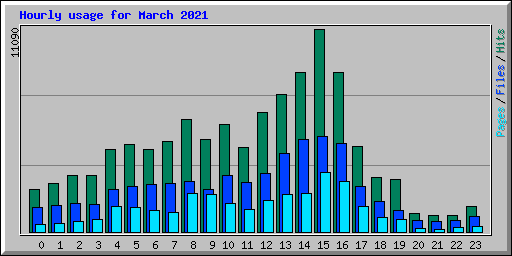 Hourly usage for March 2021
11090
Pages / Files / Hits
0 1 2 3 4 5 6 7 8 9 10 11 12 13 14 15 16 17 18 19 20 21 22 23